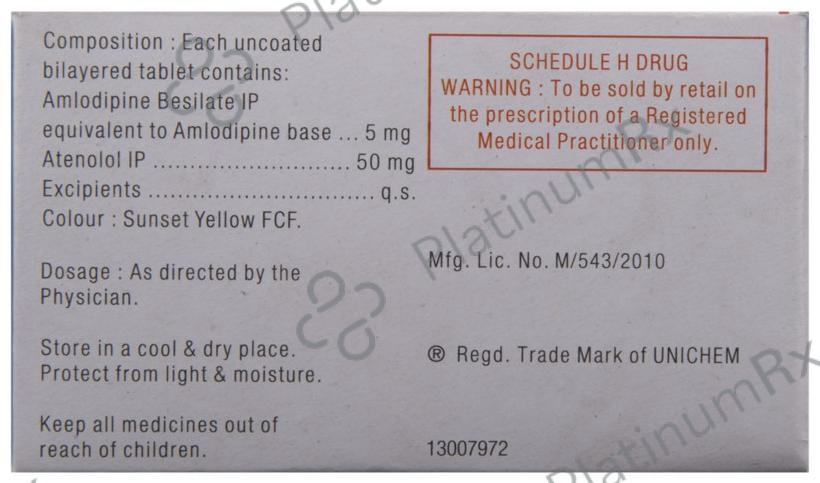 Composition : Each uncoated
bilayered tablet contains:
Amlodipine Besilate IP
equivalent to Amlodipine base ... 5 mg
Atenolol IP ............................ 50 mg
Excipients ................................ q.s.
Colour : Sunset Yellow FCF.
Dosage : As directed by the
Physician.
Store in a cool & dry place.
Protect from light & moisture.
Keep all medicines out of
reach of children.
SCHEDULE H DRUG
WARNING : To be sold by retail on
the prescription of a Registered
Medical Practitioner only.
Mfg. Lic. No. M/543/2010
® Regd. Trade Mark of UNICHEM
13007972
PlatinumRx
PlatinumRx
PlatinumRx